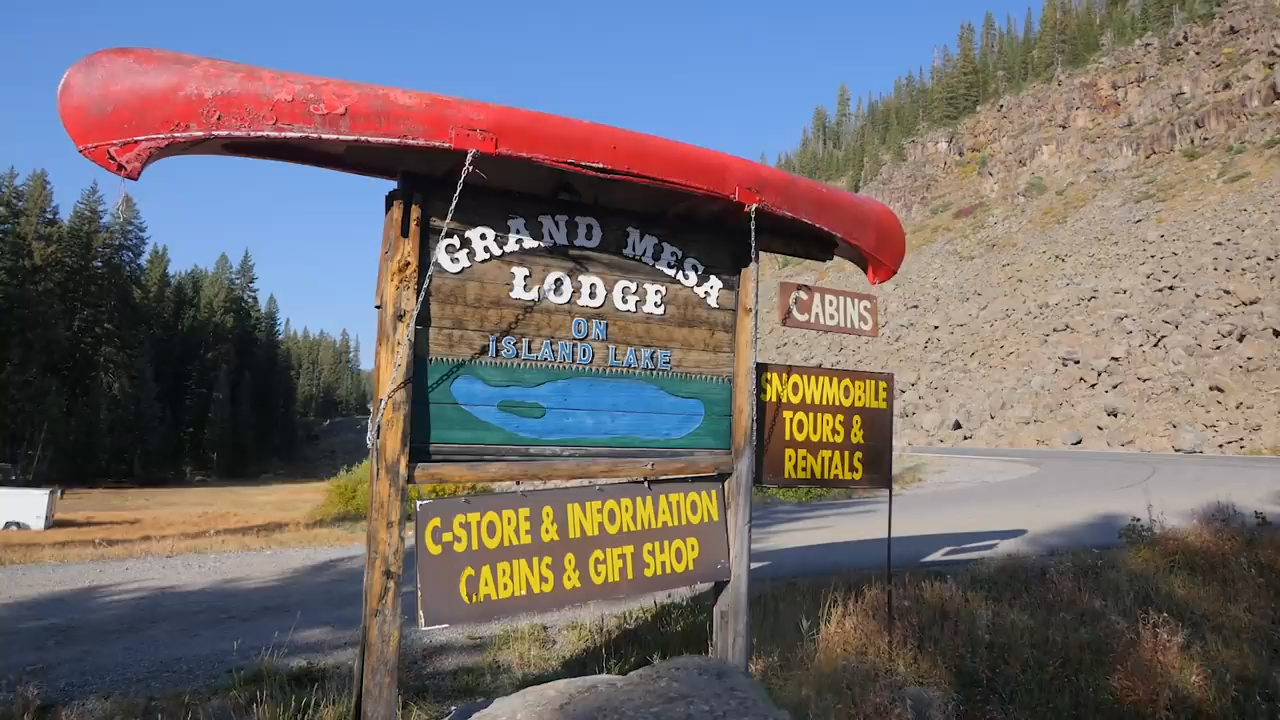 GRAND MESA
LODGE
ON
ISLAND LAKE
CABINS
SNOWMOBILE
TOURS &
RENTALS
C-STORE & INFORMATION
CABINS & GIFT SHOP